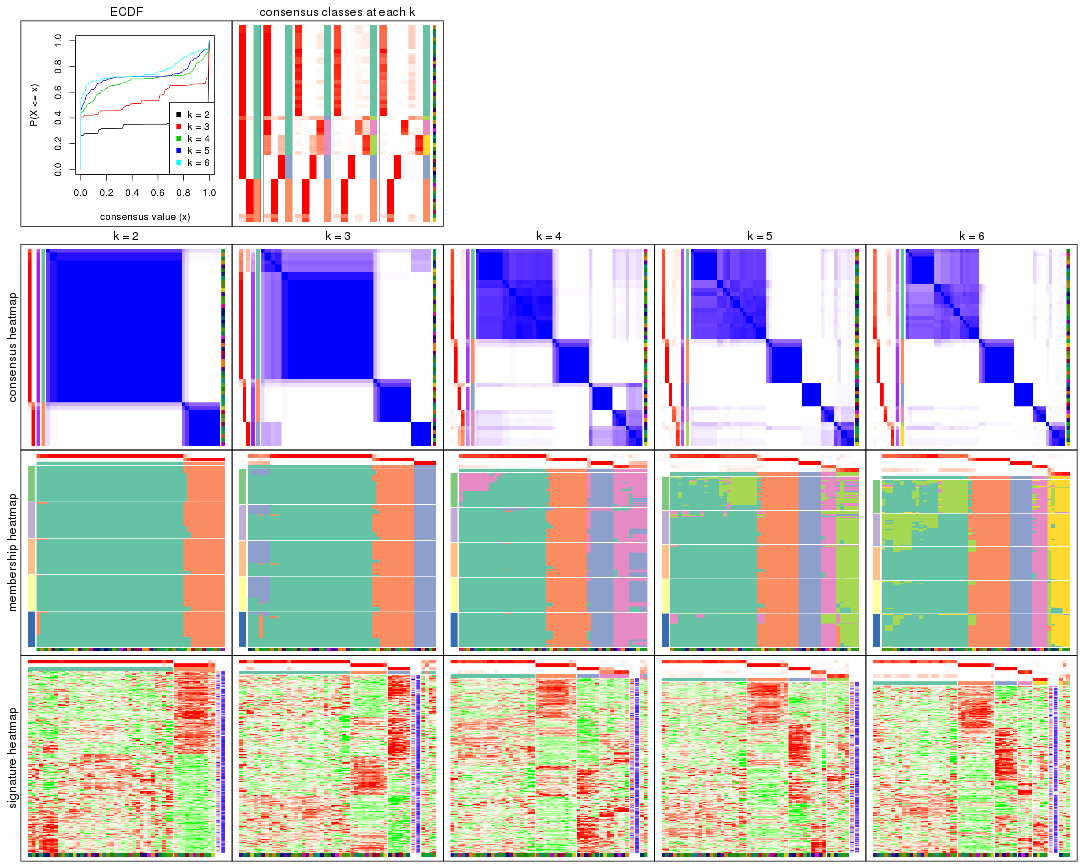 ECDF
consensus classes at each k
P(X <= x)
0.0 0.2 0.4 0.6 0.8 1.0
k = 2
k = 3
k = 4
k = 5
k = 6
0.0 0.2 0.4 0.6 0.8 1.0
consensus value (x)
k = 2 k = 3 k = 4 k = 5 k = 6
consensus heatmap
membership heatmap
signature heatmap